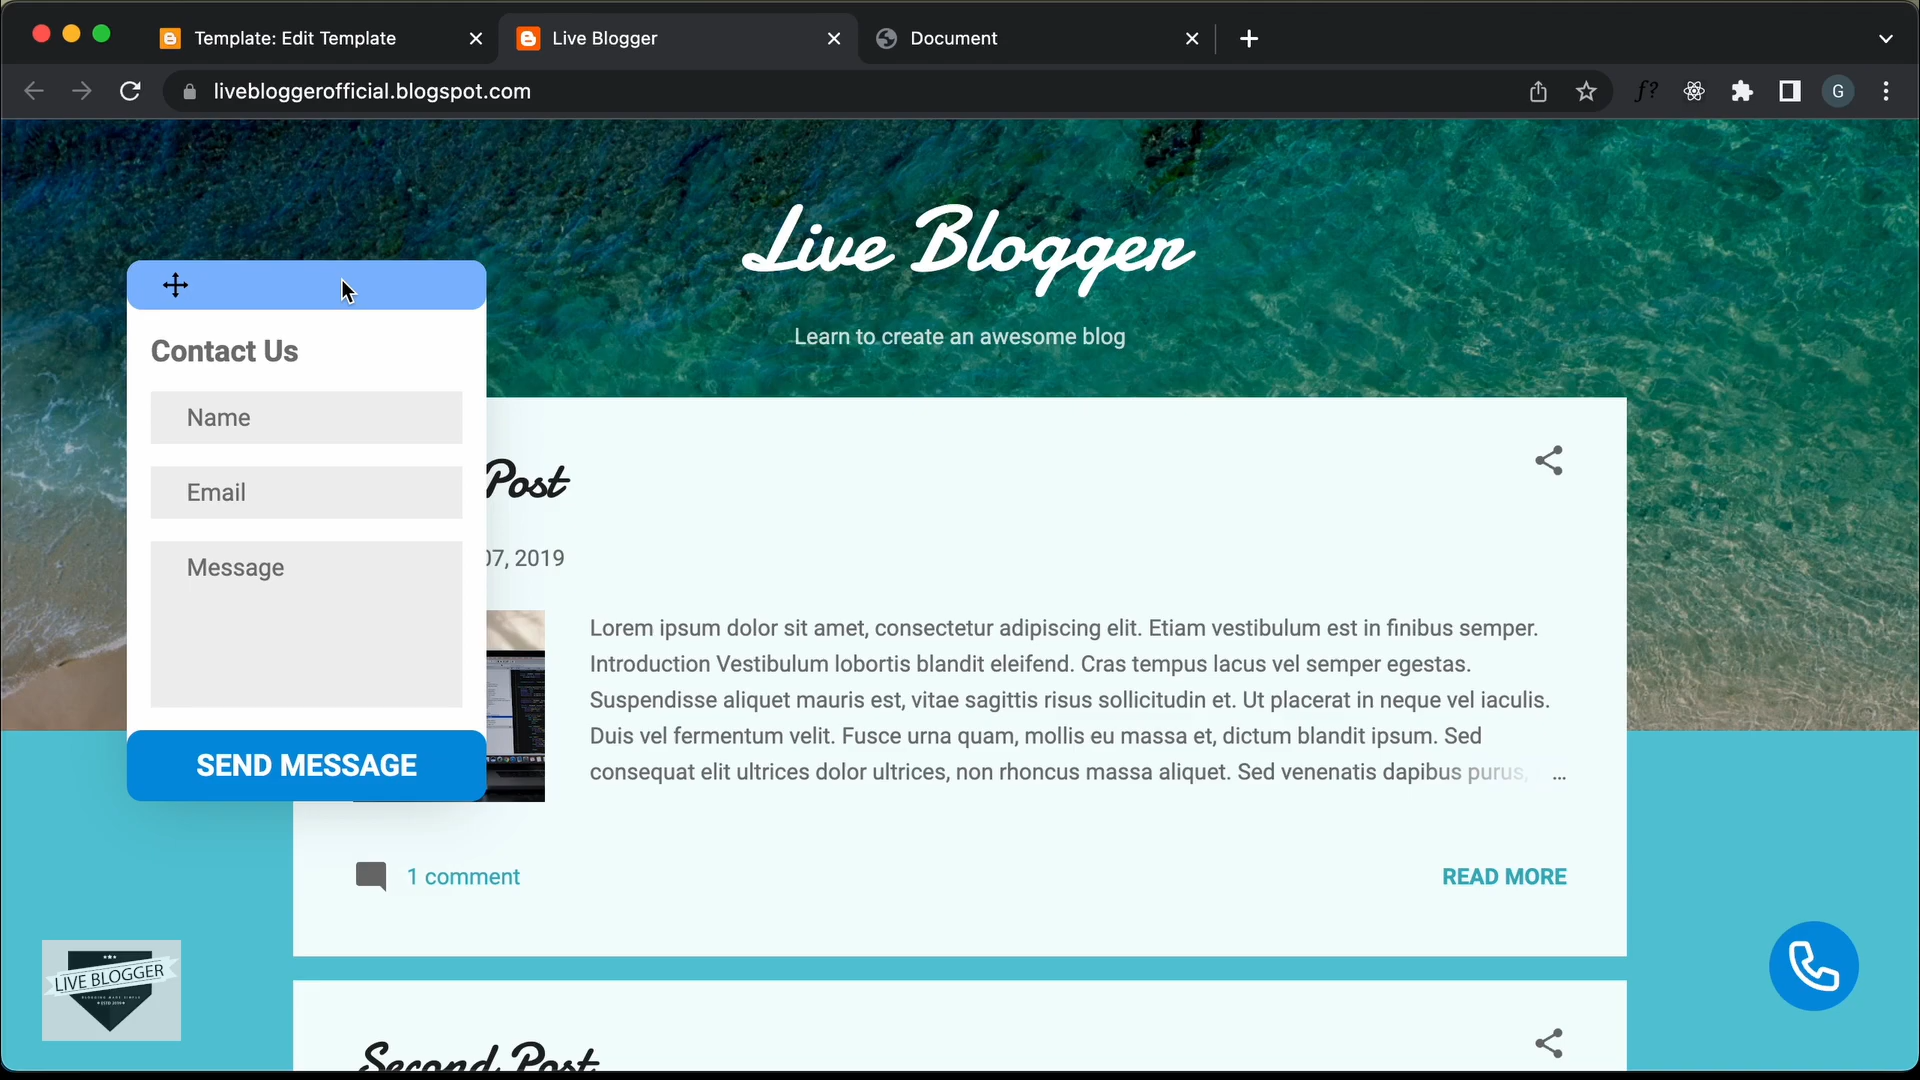 Template: Edit Template
Live Blogger
Document
livebloggerofficial.blogspot.com
f?
G
Live Blogger
Learn to create an awesome blog
Contact Us
Name
Email
Message
SEND MESSAGE
Post
07, 2019
Lorem ipsum dolor sit amet, consectetur adipiscing elit. Etiam vestibulum est in finibus semper.
Introduction Vestibulum lobortis blandit eleifend. Cras tempus lacus vel semper egestas.
Suspendisse aliquet mauris est, vitae sagittis risus sollicitudin et. Ut placerat in neque vel iaculis.
Duis vel fermentum velit. Fusce urna quam, mollis eu massa et, dictum blandit ipsum. Sed
consequat elit ultrices dolor ultrices, non rhoncus massa aliquet. Sed venenatis dapibus purus, ...
1 comment
READ MORE
LIVE BLOGGER
Second Post